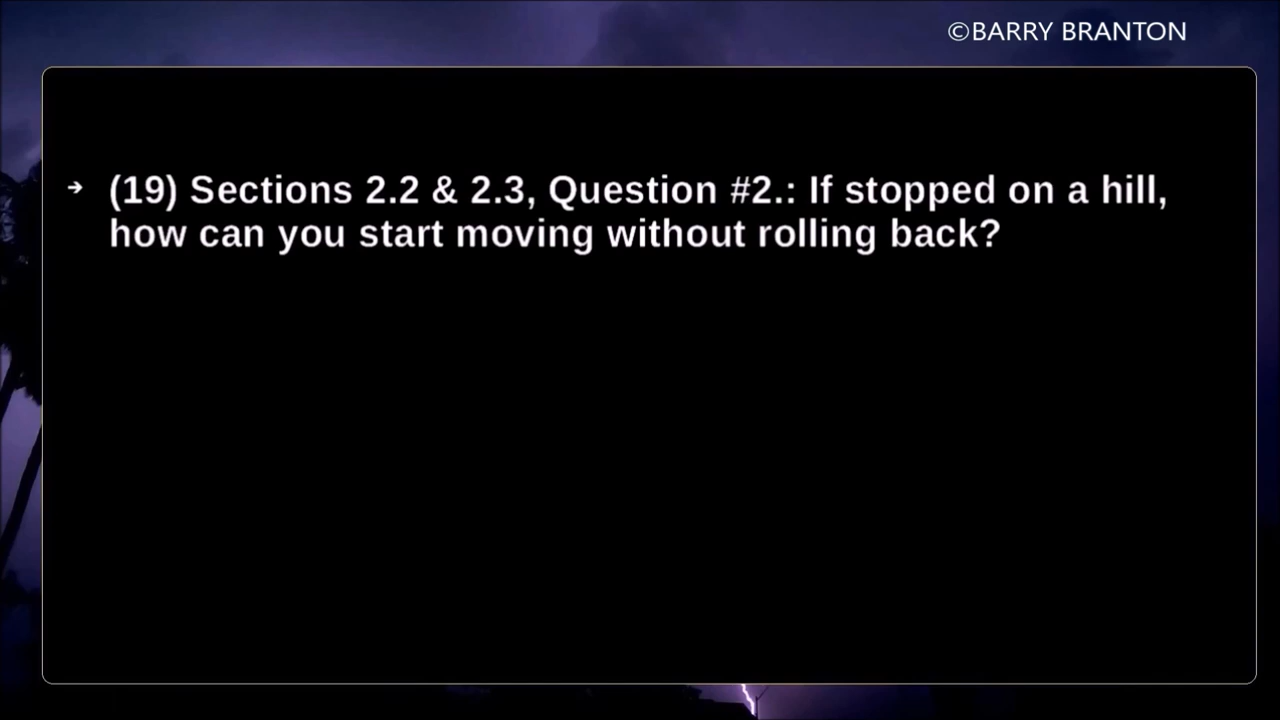 ©BARRY BRANTON
➔ (19) Sections 2.2 & 2.3, Question #2.: If stopped on a hill,
how can you start moving without rolling back?